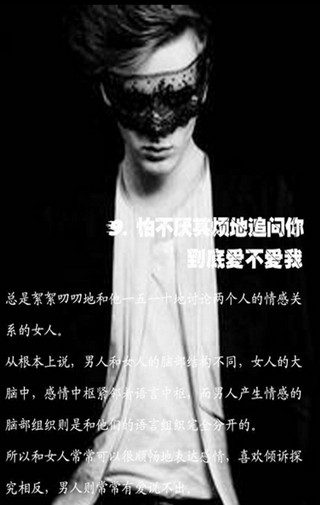 9. 怕不厌其烦地追问你
到底爱不爱我
总是絮絮叨叨地和他一五一十地讨论两个人的情感关
系的女人。
从根本上说，男人和女人的脑部结构不同，女人的大
脑中，感情中枢紧邻着语言中枢，而男人产生情感的
脑部组织则是和他们的语言组织完全分开的。
所以和女人常常可以很顺畅地表达感情，喜欢倾诉探
究相反，男人则常常有爱说不出。